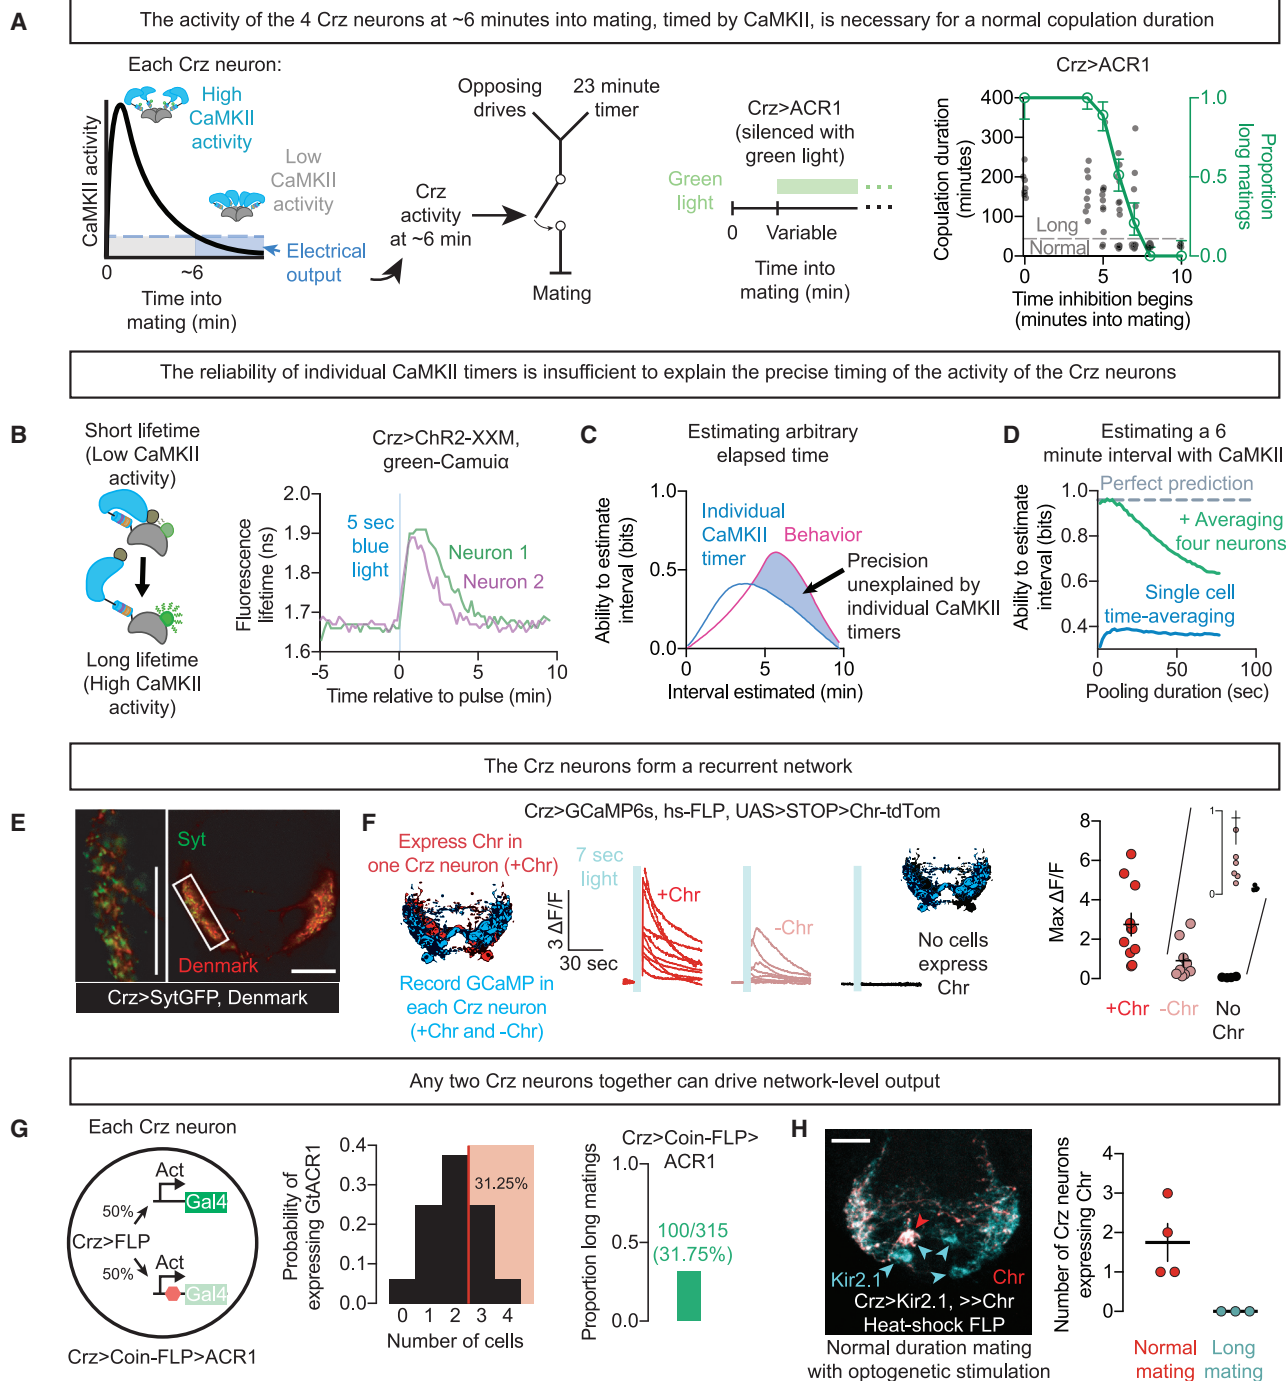 A
The activity of the 4 Crz neurons at ~6 minutes into mating, timed by CaMKII, is necessary for a normal copulation duration
Each Crz neuron:
High
CaMKII
activity
Low
CaMKII
activity
CaMKII activity
Electrical
output
0
~6
Time into
mating (min)
Crz
activity
at ~6 min
Opposing
drives
23 minute
timer
Mating
Crz>ACR1
(silenced with
green light)
Green
light
0
Variable
Time into
mating (min)
Crz>ACR1
Copulation duration
(minutes)
400
300
200
100
0
Long
Normal
0
5
10
Time inhibition begins
(minutes into mating)
1.0
0.5
0.0
Proportion
long matings
The reliability of individual CaMKII timers is insufficient to explain the precise timing of the activity of the Crz neurons
B
Short lifetime
(Low CaMKII
activity)
Long lifetime
(High CaMKII
activity)
Crz>ChR2-XXM,
green-Camuiα
Fluorescence
lifetime (ns)
2.0
1.9
1.8
1.7
1.6
5 sec
blue
light
Neuron 1
Neuron 2
-5
0
5
10
Time relative to pulse (min)
C
Estimating arbitrary
elapsed time
Ability to estimate
interval (bits)
1.0
0.5
0.0
Individual
CaMKII
timer
Behavior
Precision
unexplained by
individual CaMKII
timers
0
5
10
Interval estimated (min)
D
Estimating a 6
minute interval with CaMKII
Perfect prediction
+ Averaging
four neurons
Single cell
time-averaging
Ability to estimate
interval (bits)
1.0
0.8
0.6
0.4
0
50
100
Pooling duration (sec)
The Crz neurons form a recurrent network
E
Syt
Denmark
Crz>SytGFP, Denmark
F
Crz>GCaMP6s, hs-FLP, UAS>STOP>Chr-tdTom
Express Chr in
one Crz neuron (+Chr)
Record GCaMP in
each Crz neuron
(+Chr and -Chr)
7 sec
light
3 ΔF/F
30 sec
+Chr
-Chr
No cells
express
Chr
Max ΔF/F
8
6
4
2
0
1
0
+Chr
-Chr
No
Chr
Any two Crz neurons together can drive network-level output
G
Each Crz neuron
Act
Gal4
50%
Crz>FLP
50%
Act
Gal4
Crz>Coin-FLP>ACR1
Probability of
expressing GtACR1
0.4
0.3
0.2
0.1
0.0
31.25%
0
1
2
3
4
Number of cells
Crz>Coin-FLP>
ACR1
Proportion long matings
1.0
0.5
0.0
100/315
(31.75%)
H
Kir2.1
Chr
Crz>Kir2.1, >>Chr
Heat-shock FLP
Normal duration mating
with optogenetic stimulation
Number of Crz neurons
expressing Chr
4
3
2
1
0
Normal
mating
Long
mating